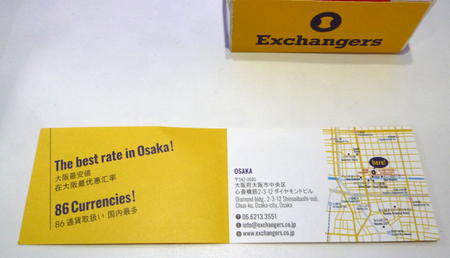 Exchangers
The best rate in Osaka!
大阪最安値
在大阪最优惠汇率
86 Currencies!
86 通貨取扱い 国内最多
OSAKA
〒542-0085
大阪府大阪市中央区
心斎橋筋2-3-12 ダイヤモンドビル
Diamond bldg., 2-3-12 Shinsaibashi-suji,
Chuo-ku, Osaka-city, Osaka
06.6213.3551
info@exchangers.co.jp
www.exchangers.co.jp
here!